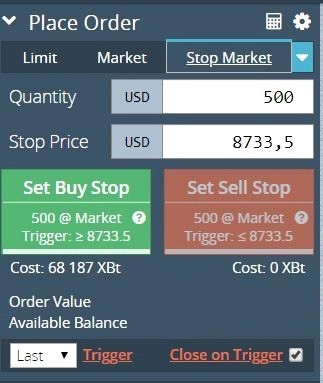 Place Order
Limit Market Stop Market
Quantity USD 500
Stop Price USD 8733,5
Set Buy Stop Set Sell Stop
500 @ Market ? 500 @ Market ?
Trigger: ≥ 8733.5 Trigger: ≤ 8733.5
Cost: 68 187 XBt Cost: 0 XBt
Order Value
Available Balance
Last Trigger Close on Trigger